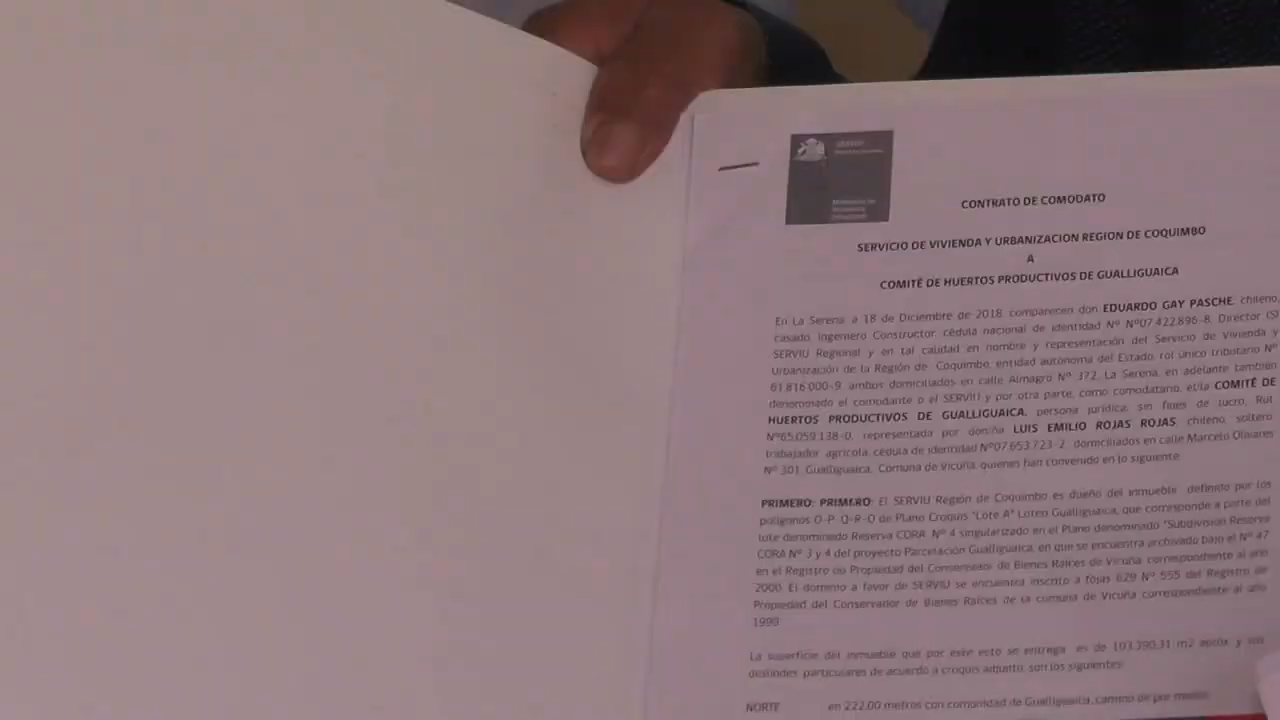 SERVIU
Ministerio de
Vivienda y
Urbanismo
CONTRATO DE COMODATO
SERVICIO DE VIVIENDA Y URBANIZACION REGION DE COQUIMBO
A
COMITÉ DE HUERTOS PRODUCTIVOS DE GUALLIGUAICA
En La Serena, a 18 de Diciembre de 2018, comparecen don EDUARDO GAY PASCHE, chileno,
casado, Ingeniero Constructor, cédula nacional de identidad Nº Nº07.422.896-8, Director (S)
SERVIU Regional y en tal calidad en nombre y representación del Servicio de Vivienda y
Urbanización de la Región de Coquimbo, entidad autónoma del Estado, rol único tributario Nº
61.816.000-9, ambos domiciliados en calle Almagro Nº 372, La Serena, en adelante también
denominado el comodante o el SERVIU y por otra parte, como comodatario, el/la COMITÉ DE
HUERTOS PRODUCTIVOS DE GUALLIGUAICA, persona jurídica, sin fines de lucro, Rut
Nº65.059.138-0, representada por don/ña LUIS EMILIO ROJAS ROJAS, chileno, soltero,
trabajador agrícola, cédula de identidad Nº07.653.723-2, domiciliados en calle Marcelo Olivares
Nº 301, Gualliguaica, Comuna de Vicuña, quienes han convenido en lo siguiente:
PRIMERO: PRIMERO: El SERVIU Región de Coquimbo es dueño del inmueble definido por los
polígonos O-P-Q-R-O de Plano Croquis "Lote A" Loteo Gualliguaica, que corresponde a parte del
lote denominado Reserva CORA Nº 4 singularizado en el Plano denominado "Subdivisión Reserva
CORA Nº 3 y 4 del proyecto Parcelación Gualliguaica, en que se encuentra archivado bajo el Nº 47
en el Registro de Propiedad del Conservador de Bienes Raíces de Vicuña, correspondiente al año
2000. El dominio a favor de SERVIU se encuentra inscrito a fojas 629 Nº 555 del Registro de
Propiedad del Conservador de Bienes Raíces de la comuna de Vicuña correspondiente al año
1990.
La superficie del inmueble que por este acto se entrega es de 103.390,31 m2 aprox. y sus
deslindes particulares de acuerdo a croquis adjunto, son los siguientes:
NORTE en 222,00 metros con comunidad de Gualliguaica, camino de por medio